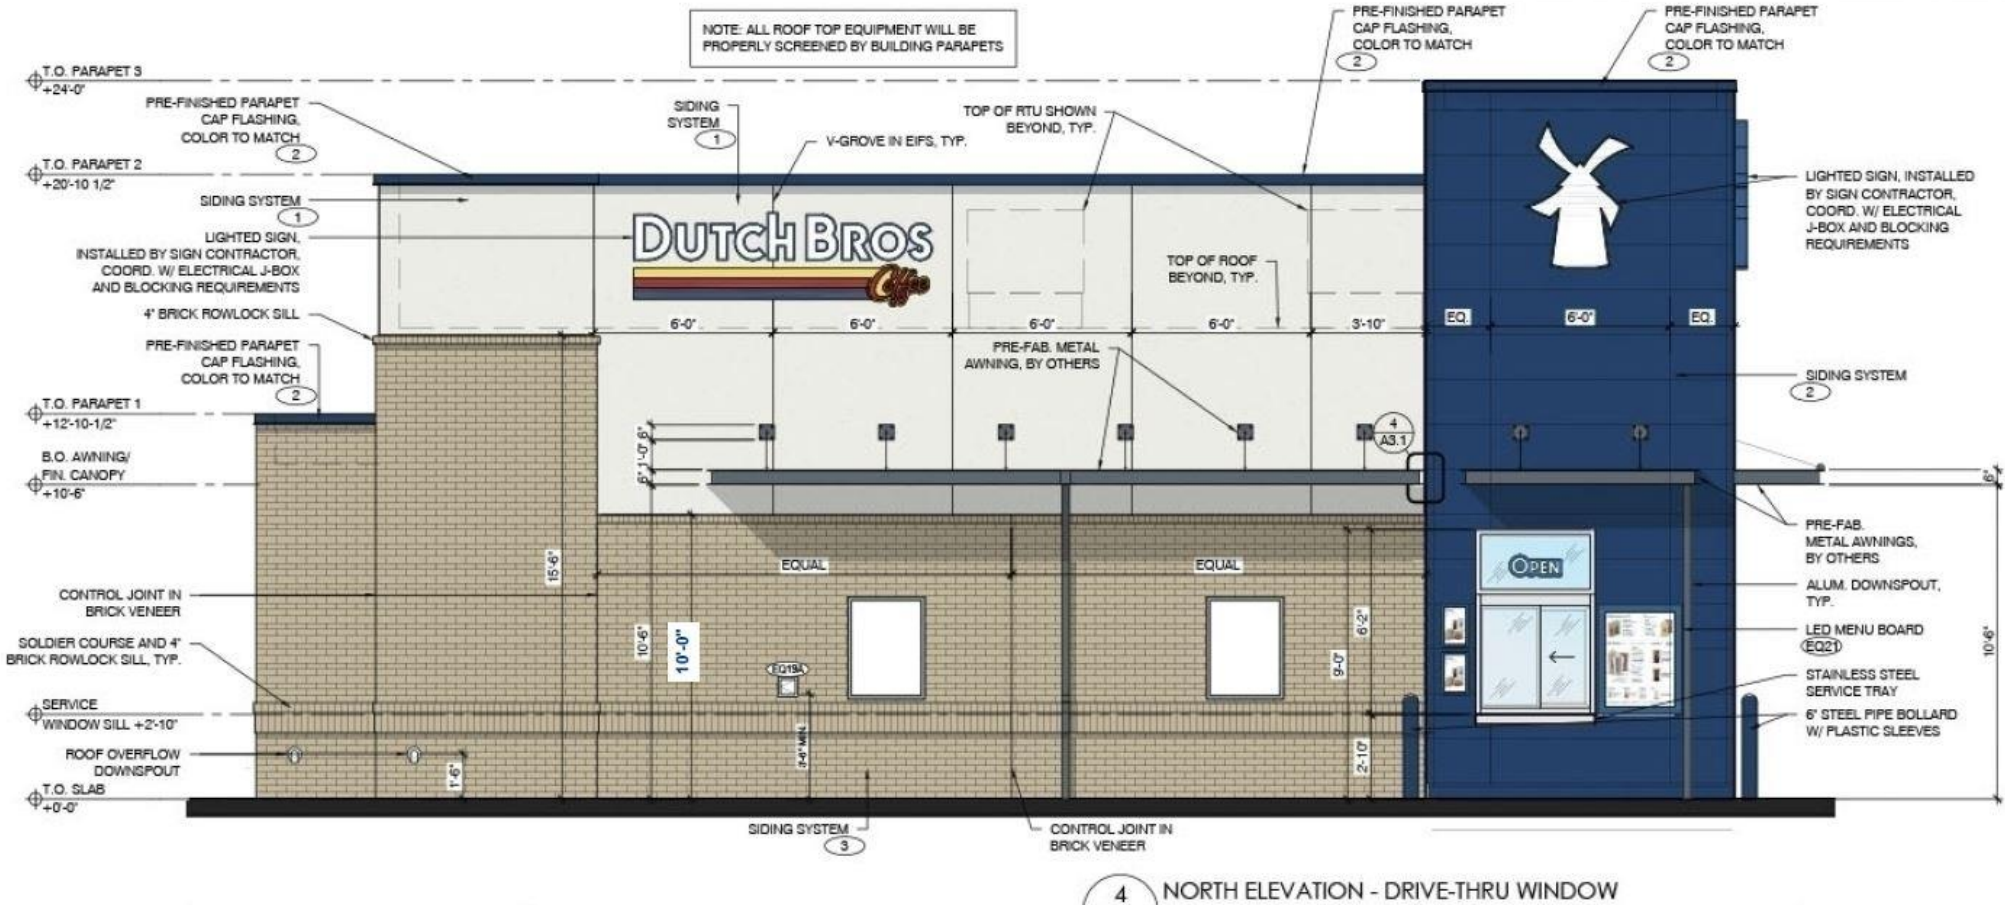 NOTE: ALL ROOF TOP EQUIPMENT WILL BE
PROPERLY SCREENED BY BUILDING PARAPETS
PRE-FINISHED PARAPET
CAP FLASHING,
COLOR TO MATCH
2
PRE-FINISHED PARAPET
CAP FLASHING,
COLOR TO MATCH
2
T.O. PARAPET 3
+24'-0"
PRE-FINISHED PARAPET
CAP FLASHING,
COLOR TO MATCH
2
SIDING
SYSTEM
1
V-GROVE IN EIFS, TYP.
TOP OF RTU SHOWN
BEYOND, TYP.
T.O. PARAPET 2
+20'-10 1/2"
SIDING SYSTEM
1
LIGHTED SIGN,
INSTALLED BY SIGN CONTRACTOR,
COORD. W/ ELECTRICAL J-BOX
AND BLOCKING REQUIREMENTS
DUTCH BROS
Coffee
TOP OF ROOF
BEYOND, TYP.
LIGHTED SIGN, INSTALLED
BY SIGN CONTRACTOR,
COORD. W/ ELECTRICAL
J-BOX AND BLOCKING
REQUIREMENTS
4" BRICK ROWLOCK SILL
6'-0"
6'-0"
6'-0"
6'-0"
3'-10"
EQ.
6'-0"
EQ.
PRE-FINISHED PARAPET
CAP FLASHING,
COLOR TO MATCH
2
PRE-FAB. METAL
AWNING, BY OTHERS
SIDING SYSTEM
2
T.O. PARAPET 1
+12'-10-1/2"
4
A3.1
6"
1'-0"
6"
B.O. AWNING/
FIN. CANOPY
+10'-6"
6"
PRE-FAB.
METAL AWNINGS,
BY OTHERS
15'-6"
EQUAL
EQUAL
OPEN
ALUM. DOWNSPOUT,
TYP.
CONTROL JOINT IN
BRICK VENEER
10'-6"
10'-0"
6'-2"
9'-0"
LED MENU BOARD
EQ21
10'-6"
SOLDIER COURSE AND 4"
BRICK ROWLOCK SILL, TYP.
EQ19A
STAINLESS STEEL
SERVICE TRAY
SERVICE
WINDOW SILL +2'-10"
6" STEEL PIPE BOLLARD
W/ PLASTIC SLEEVES
ROOF OVERFLOW
DOWNSPOUT
1'-6"
MIN.
2'-10"
T.O. SLAB
+0'-0"
SIDING SYSTEM
3
CONTROL JOINT IN
BRICK VENEER
4
NORTH ELEVATION - DRIVE-THRU WINDOW